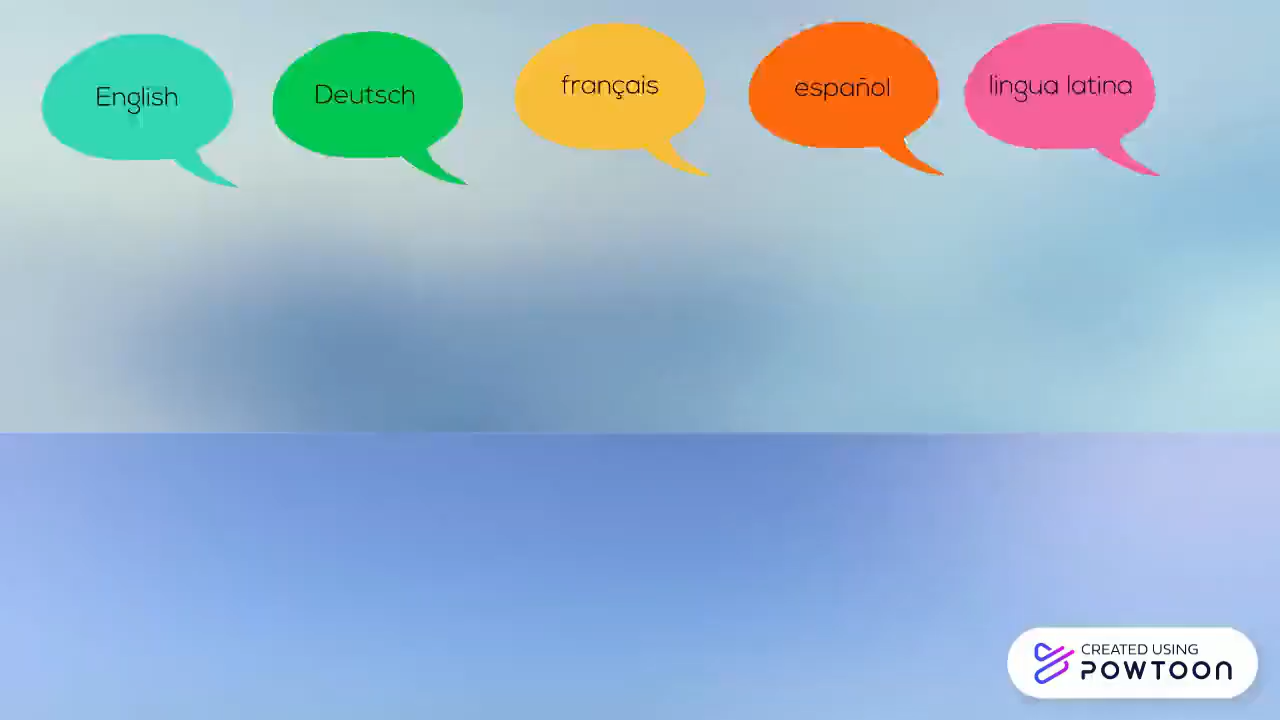 English
Deutsch
français
español
lingua latina
CREATED USING
POWTOON